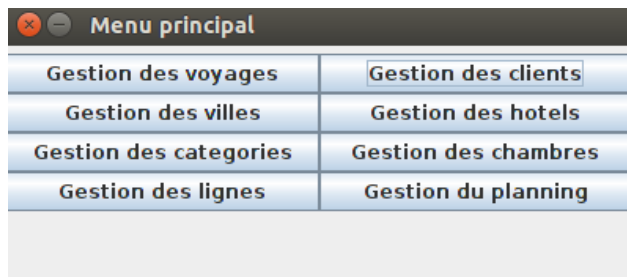 Menu principal
Gestion des voyages Gestion des clients
Gestion des villes Gestion des hotels
Gestion des categories Gestion des chambres
Gestion des lignes Gestion du planning